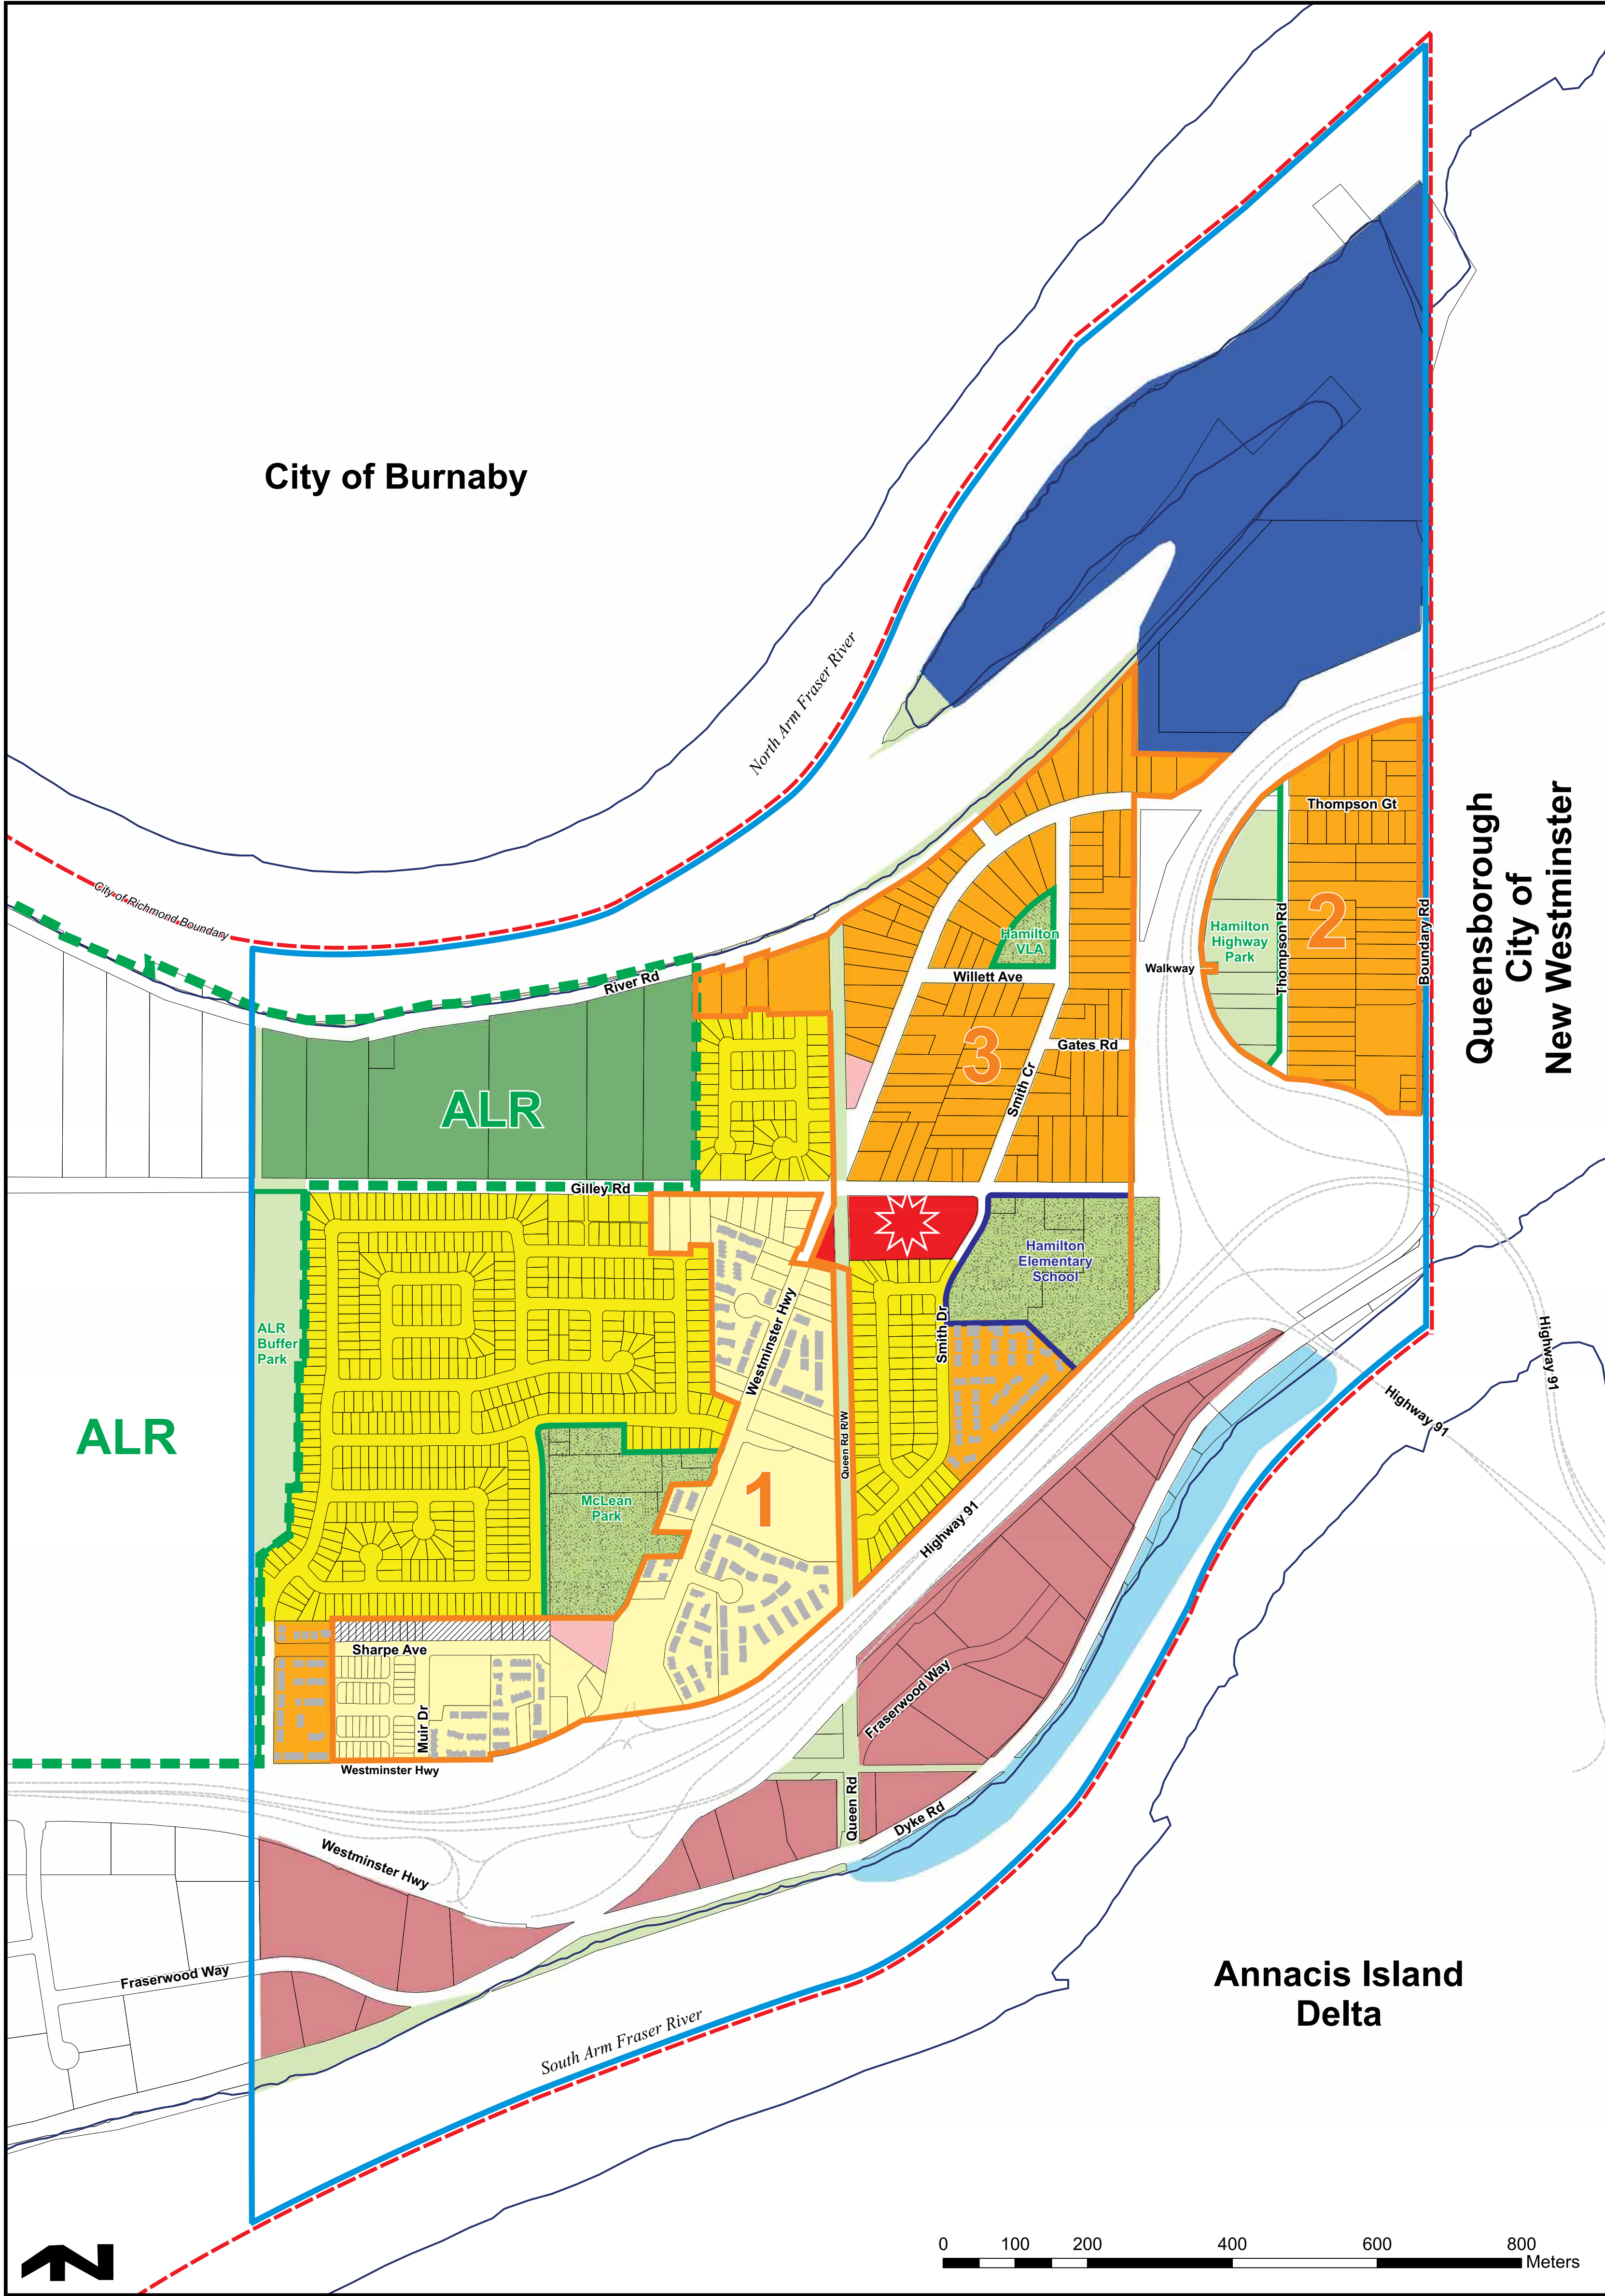 City of Burnaby
North Arm Fraser River
City of Richmond Boundary
River Rd
ALR
Gilley Rd
ALR
Buffer
Park
ALR
Hamilton
VLA
Willett Ave
3
Gates Rd
Smith Cr
Walkway
Hamilton
Highway
Park
Thompson Rd
Thompson Gt
2
Boundary Rd
Queensborough
City of
New Westminster
Hamilton
Elementary
School
Smith Dr
Westminster Hwy
Queen Rd R/W
1
McLean
Park
Highway 91
Highway 91
Highway 91
Sharpe Ave
Muir Dr
Westminster Hwy
Westminster Hwy
Fraserwood Way
Queen Rd
Dyke Rd
Fraserwood Way
South Arm Fraser River
Annacis Island
Delta
N
0 100 200 400 600 800
Meters